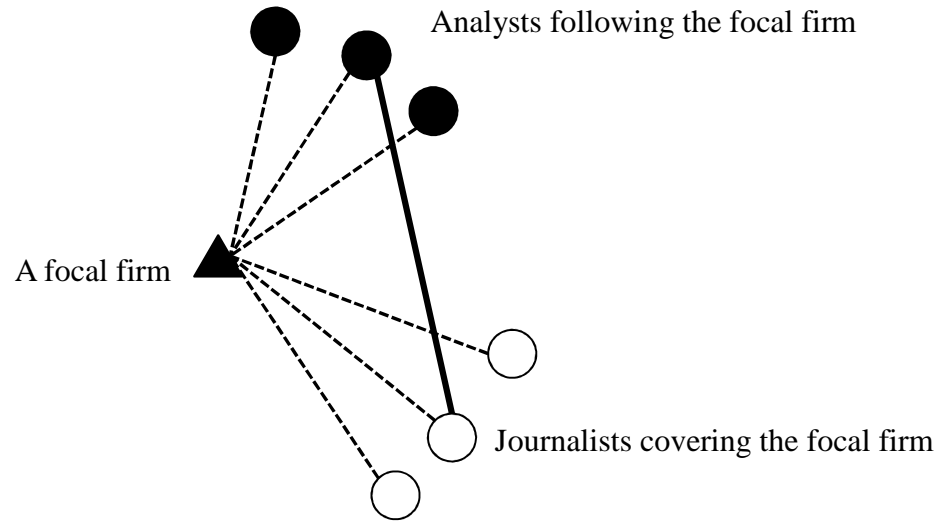 Analysts following the focal firm
A focal firm
Journalists covering the focal firm